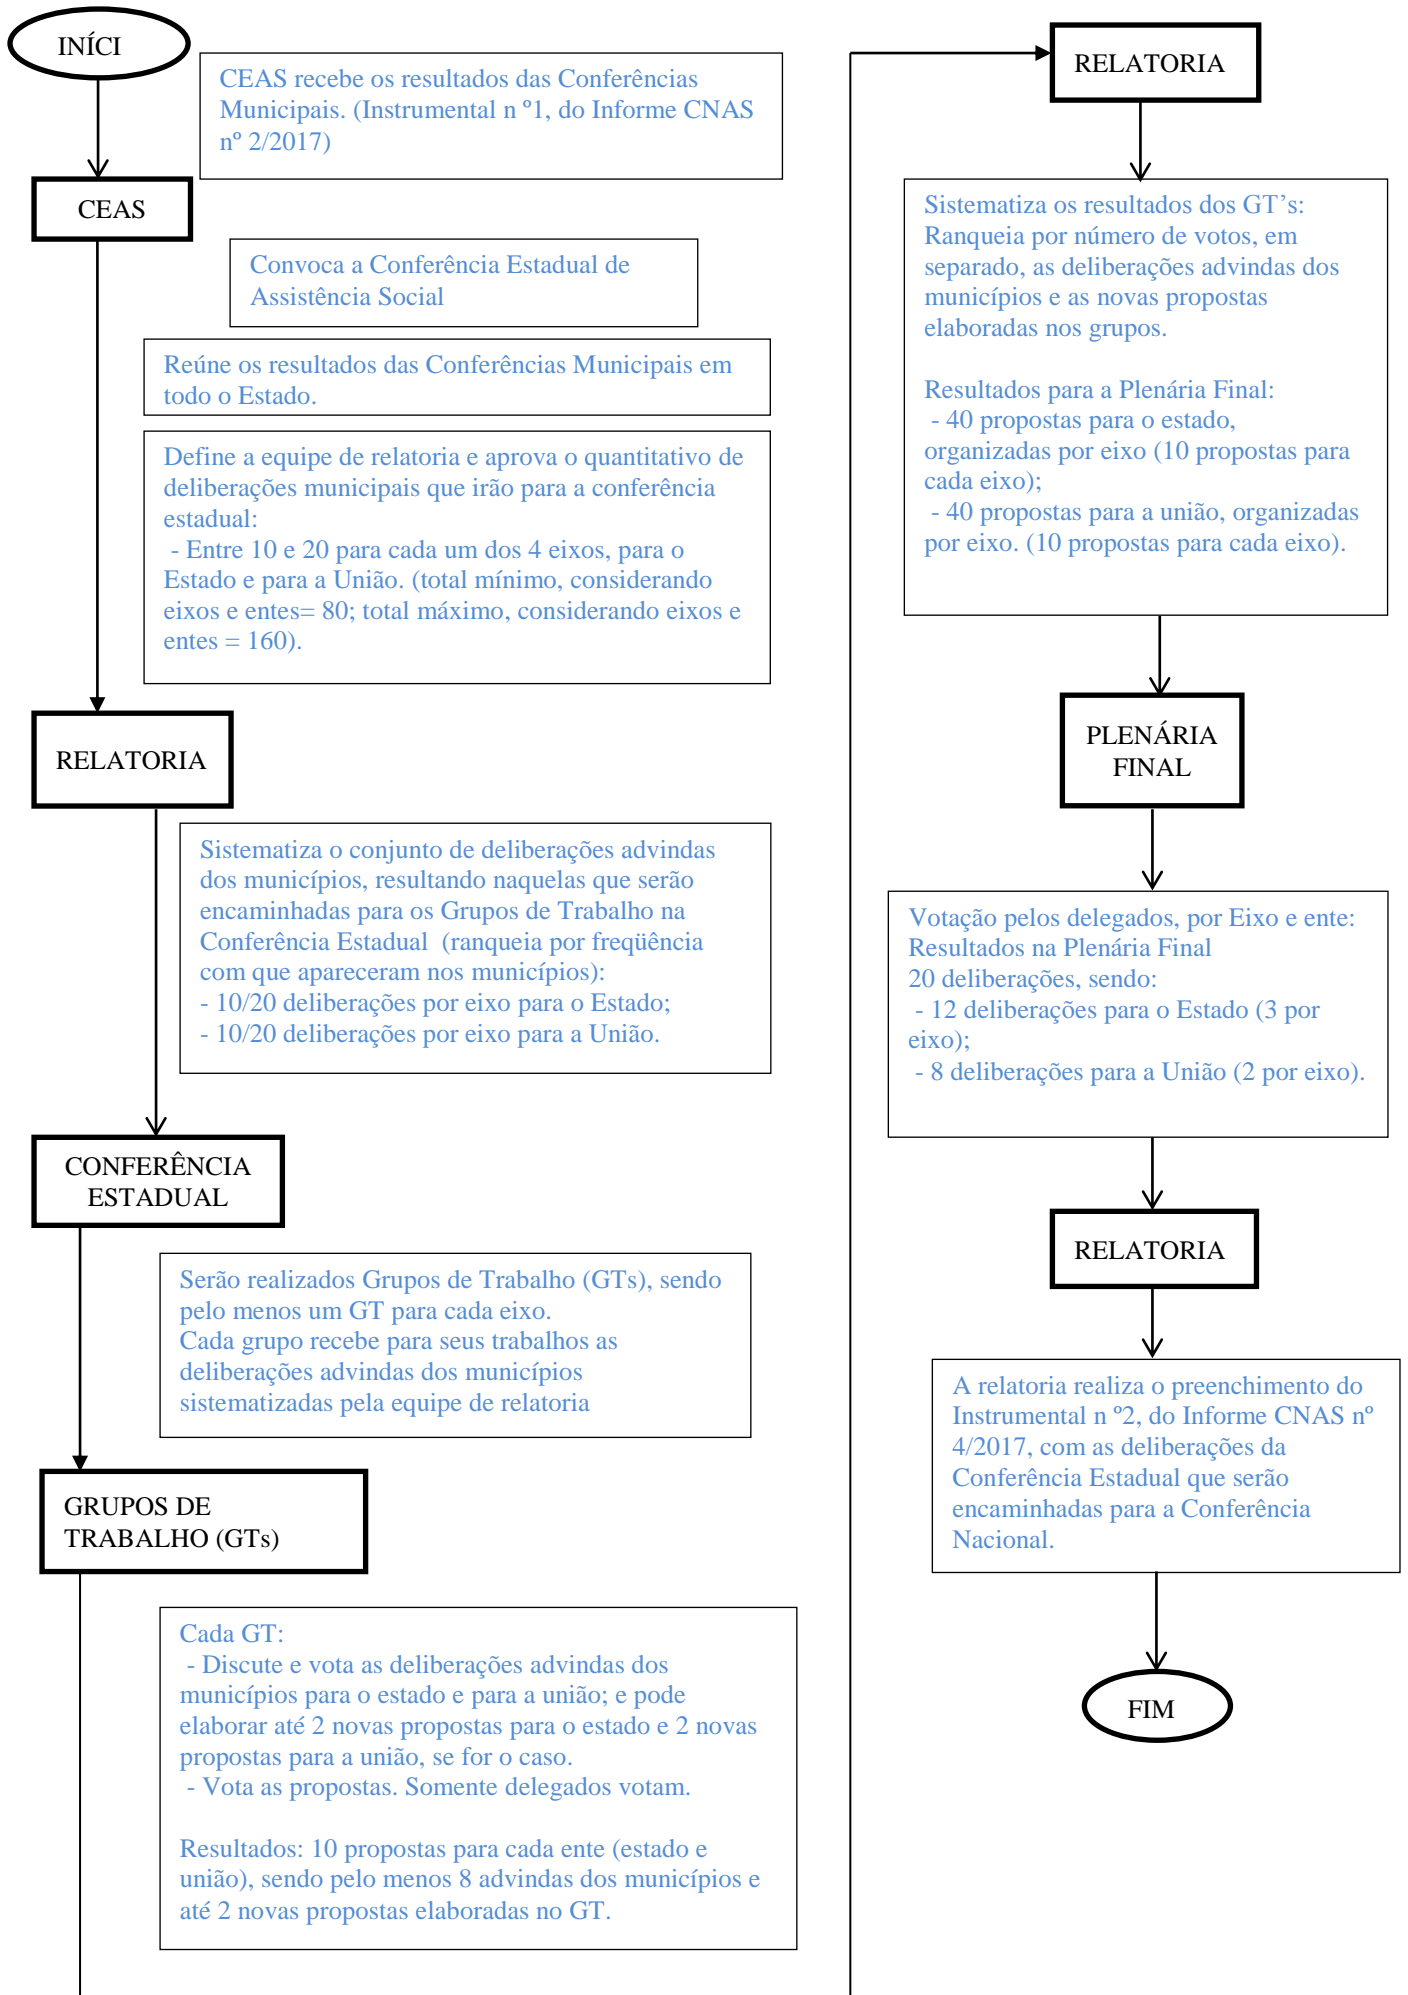 INÍCI
CEAS recebe os resultados das Conferências
Municipais. (Instrumental n º1, do Informe CNAS
nº 2/2017)
CEAS
Convoca a Conferência Estadual de
Assistência Social
Reúne os resultados das Conferências Municipais em
todo o Estado.
Define a equipe de relatoria e aprova o quantitativo de
deliberações municipais que irão para a conferência
estadual:
- Entre 10 e 20 para cada um dos 4 eixos, para o
Estado e para a União. (total mínimo, considerando
eixos e entes= 80; total máximo, considerando eixos e
entes = 160).
RELATORIA
Sistematiza o conjunto de deliberações advindas
dos municípios, resultando naquelas que serão
encaminhadas para os Grupos de Trabalho na
Conferência Estadual  (ranqueia por freqüência
com que apareceram nos municípios):
- 10/20 deliberações por eixo para o Estado;
- 10/20 deliberações por eixo para a União.
CONFERÊNCIA
ESTADUAL
Serão realizados Grupos de Trabalho (GTs), sendo
pelo menos um GT para cada eixo.
Cada grupo recebe para seus trabalhos as
deliberações advindas dos municípios
sistematizadas pela equipe de relatoria
GRUPOS DE
TRABALHO (GTs)
Cada GT:
- Discute e vota as deliberações advindas dos
municípios para o estado e para a união; e pode
elaborar até 2 novas propostas para o estado e 2 novas
propostas para a união, se for o caso.
- Vota as propostas. Somente delegados votam.
Resultados: 10 propostas para cada ente (estado e
união), sendo pelo menos 8 advindas dos municípios e
até 2 novas propostas elaboradas no GT.
RELATORIA
Sistematiza os resultados dos GT’s:
Ranqueia por número de votos, em
separado, as deliberações advindas dos
municípios e as novas propostas
elaboradas nos grupos.
Resultados para a Plenária Final:
- 40 propostas para o estado,
organizadas por eixo (10 propostas para
cada eixo);
- 40 propostas para a união, organizadas
por eixo. (10 propostas para cada eixo).
PLENÁRIA
FINAL
Votação pelos delegados, por Eixo e ente:
Resultados na Plenária Final
20 deliberações, sendo:
- 12 deliberações para o Estado (3 por
eixo);
- 8 deliberações para a União (2 por eixo).
RELATORIA
A relatoria realiza o preenchimento do
Instrumental n º2, do Informe CNAS nº
4/2017, com as deliberações da
Conferência Estadual que serão
encaminhadas para a Conferência
Nacional.
FIM